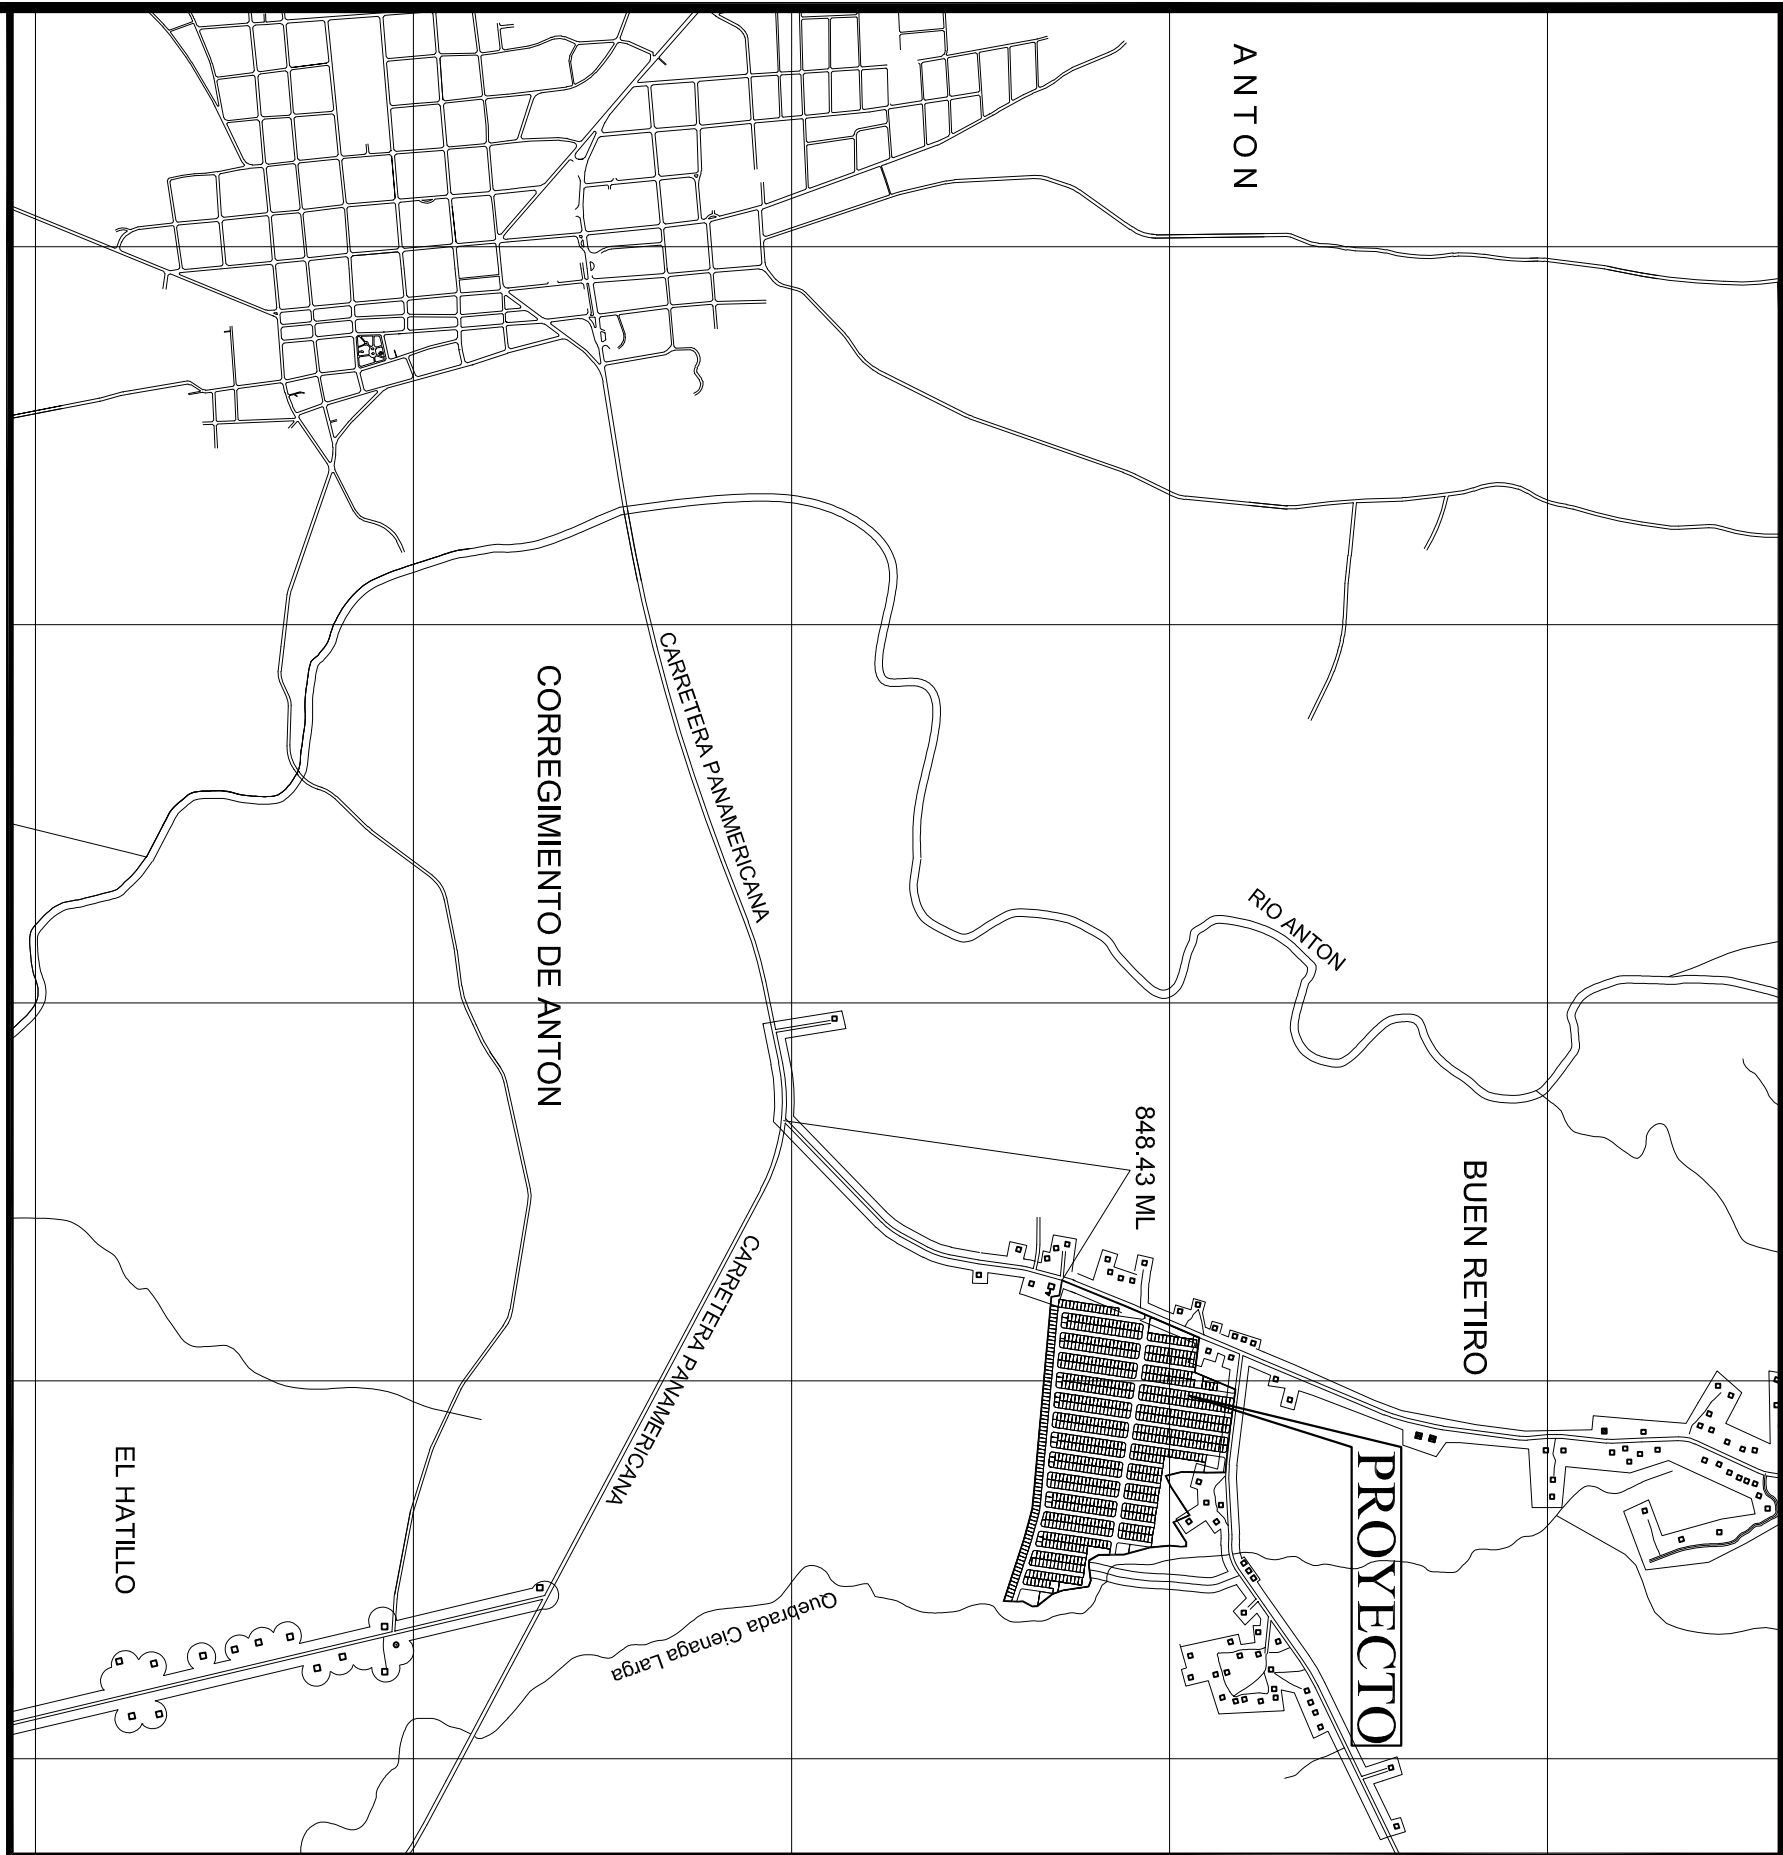 ANTON
RIO ANTON
BUEN RETIRO
848.43 ML
PROYECTO
CARRETERA PANAMERICANA
CORREGIMIENTO DE ANTON
CARRETERA PANAMERICANA
Quebrada Cienaga Larga
EL HATILLO